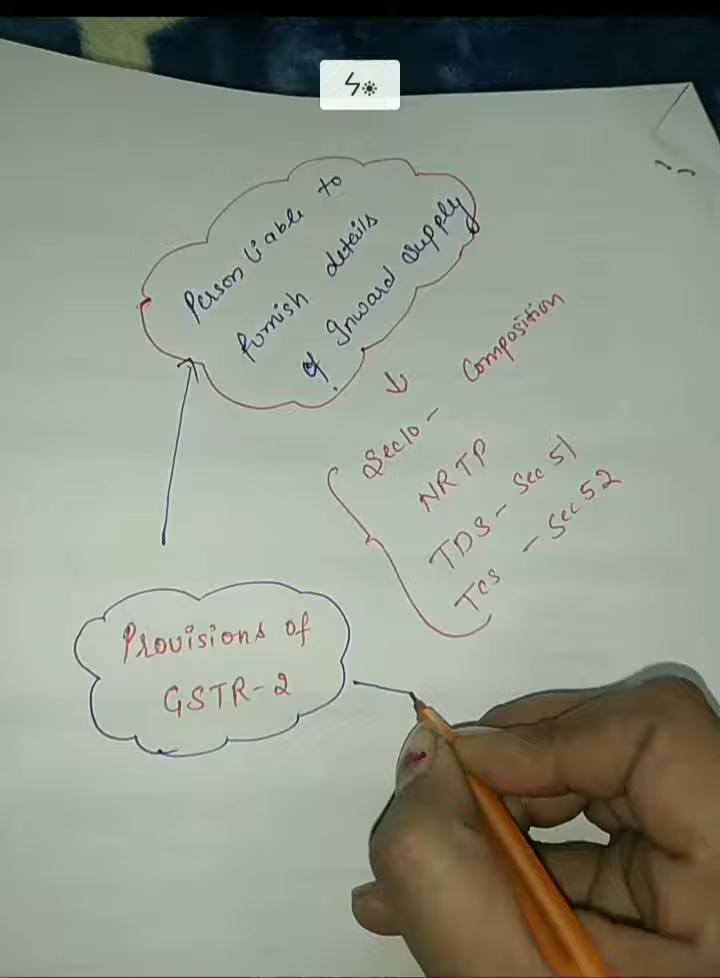 Person liable to
furnish details
of Inward supply
Sec10 - Composition
NRTP
TDS - Sec 51
TCS - Sec 52
Provisions of
GSTR-2